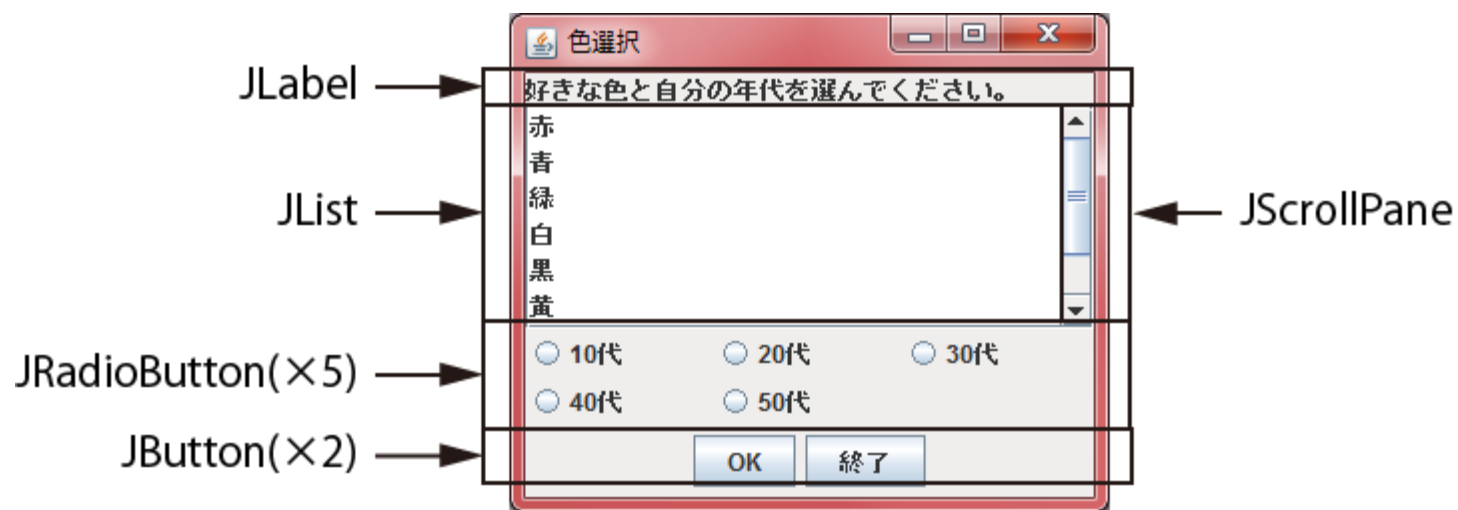 色選択
JLabel
好きな色と自分の年代を選んでください。
赤
青
緑
白
黒
黄
JList
JScrollPane
JRadioButton(×5)
10代 20代 30代
40代 50代
JButton(×2)
OK 終了